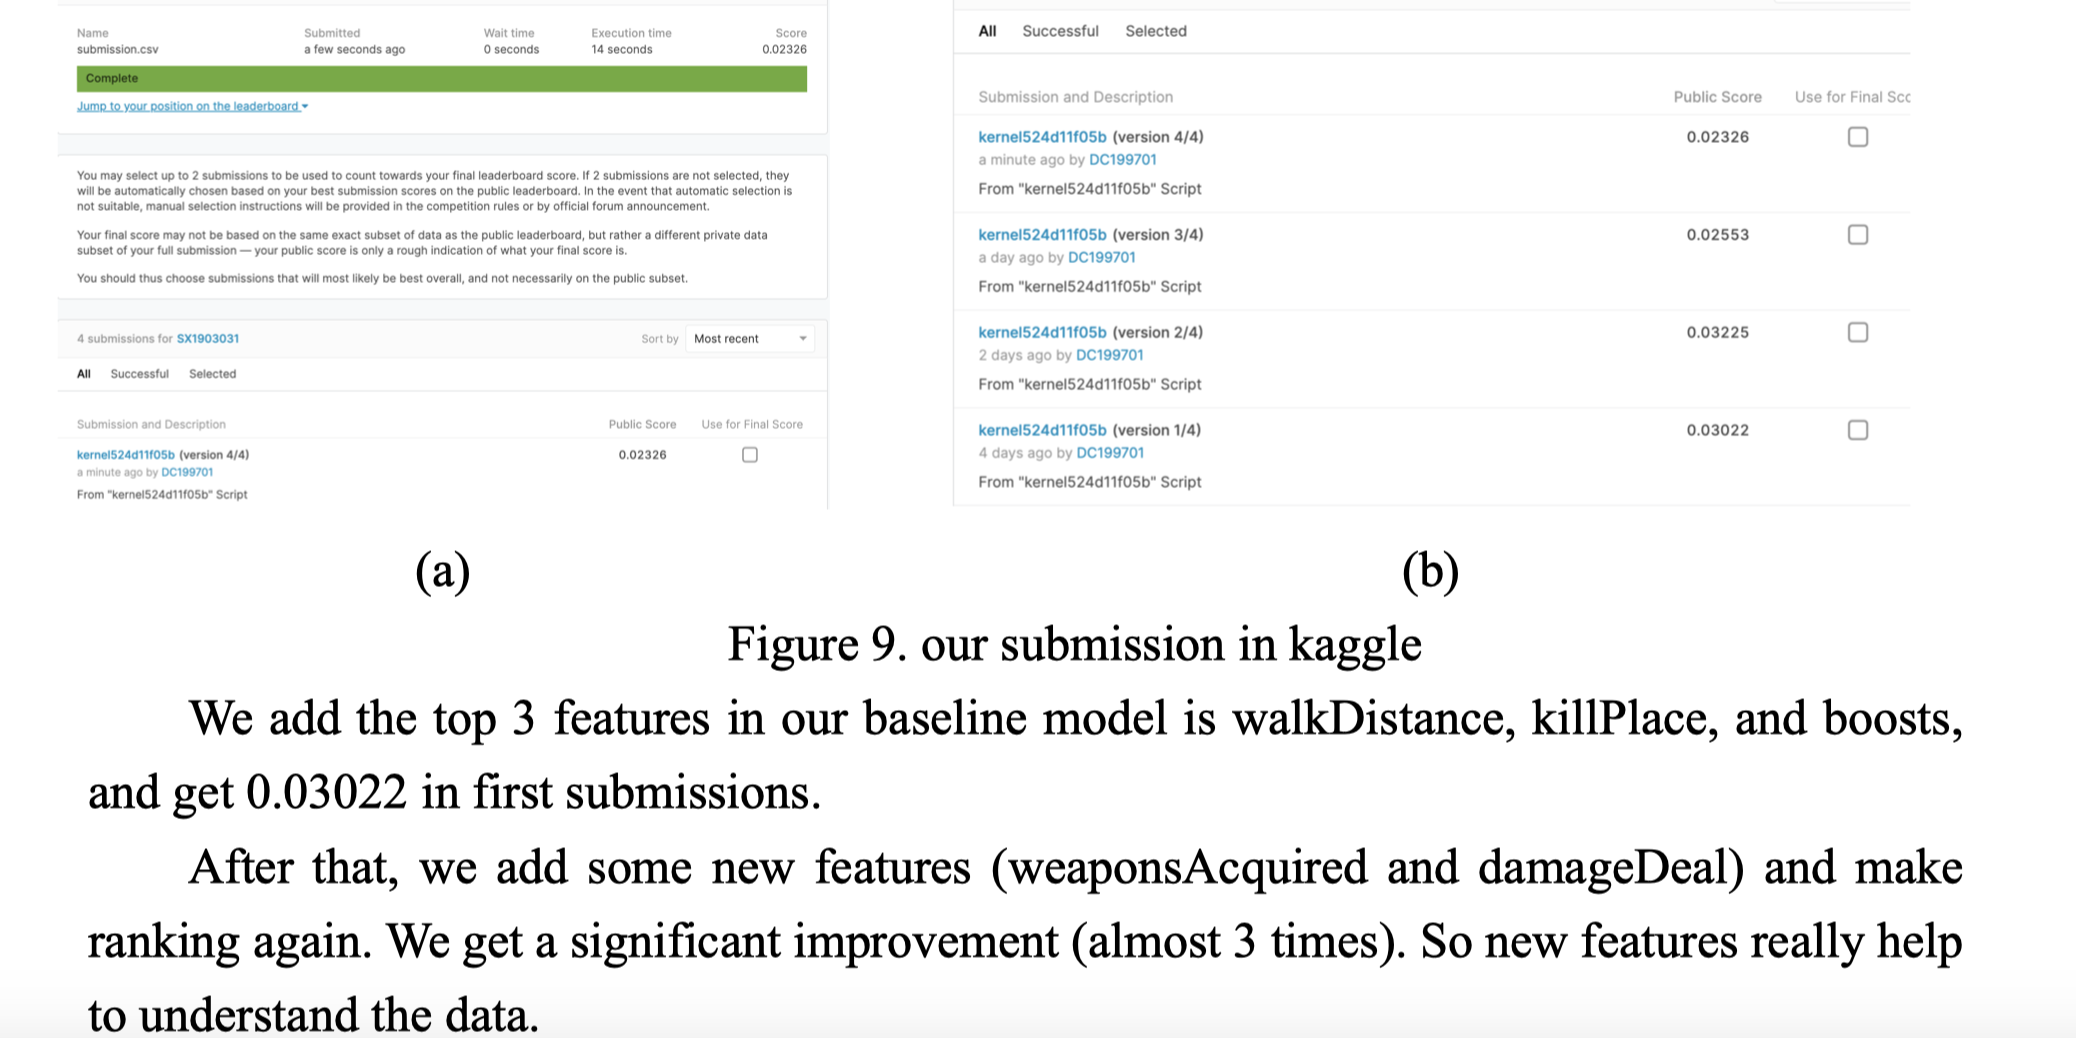 Name Submitted Wait time Execution time Score
submission.csv a few seconds ago 0 seconds 14 seconds 0.02326
Complete
Jump to your position on the leaderboard
You may select up to 2 submissions to be used to count towards your final leaderboard score. If 2 submissions are not selected, they
will be automatically chosen based on your best submission scores on the public leaderboard. In the event that automatic selection is
not suitable, manual selection instructions will be provided in the competition rules or by official forum announcement.
Your final score may not be based on the same exact subset of data as the public leaderboard, but rather a different private data
subset of your full submission — your public score is only a rough indication of what your final score is.
You should thus choose submissions that will most likely be best overall, and not necessarily on the public subset.
4 submissions for SX1903031 Sort by Most recent
All Successful Selected
Submission and Description Public Score Use for Final Score
kernel524d11f05b (version 4/4) 0.02326
a minute ago by DC199701
From "kernel524d11f05b" Script
(a)
All Successful Selected
Submission and Description Public Score Use for Final Sco
kernel524d11f05b (version 4/4) 0.02326
a minute ago by DC199701
From "kernel524d11f05b" Script
kernel524d11f05b (version 3/4) 0.02553
a day ago by DC199701
From "kernel524d11f05b" Script
kernel524d11f05b (version 2/4) 0.03225
2 days ago by DC199701
From "kernel524d11f05b" Script
kernel524d11f05b (version 1/4) 0.03022
4 days ago by DC199701
From "kernel524d11f05b" Script
(b)
Figure 9. our submission in kaggle
We add the top 3 features in our baseline model is walkDistance, killPlace, and boosts,
and get 0.03022 in first submissions.
After that, we add some new features (weaponsAcquired and damageDeal) and make
ranking again. We get a significant improvement (almost 3 times). So new features really help
to understand the data.